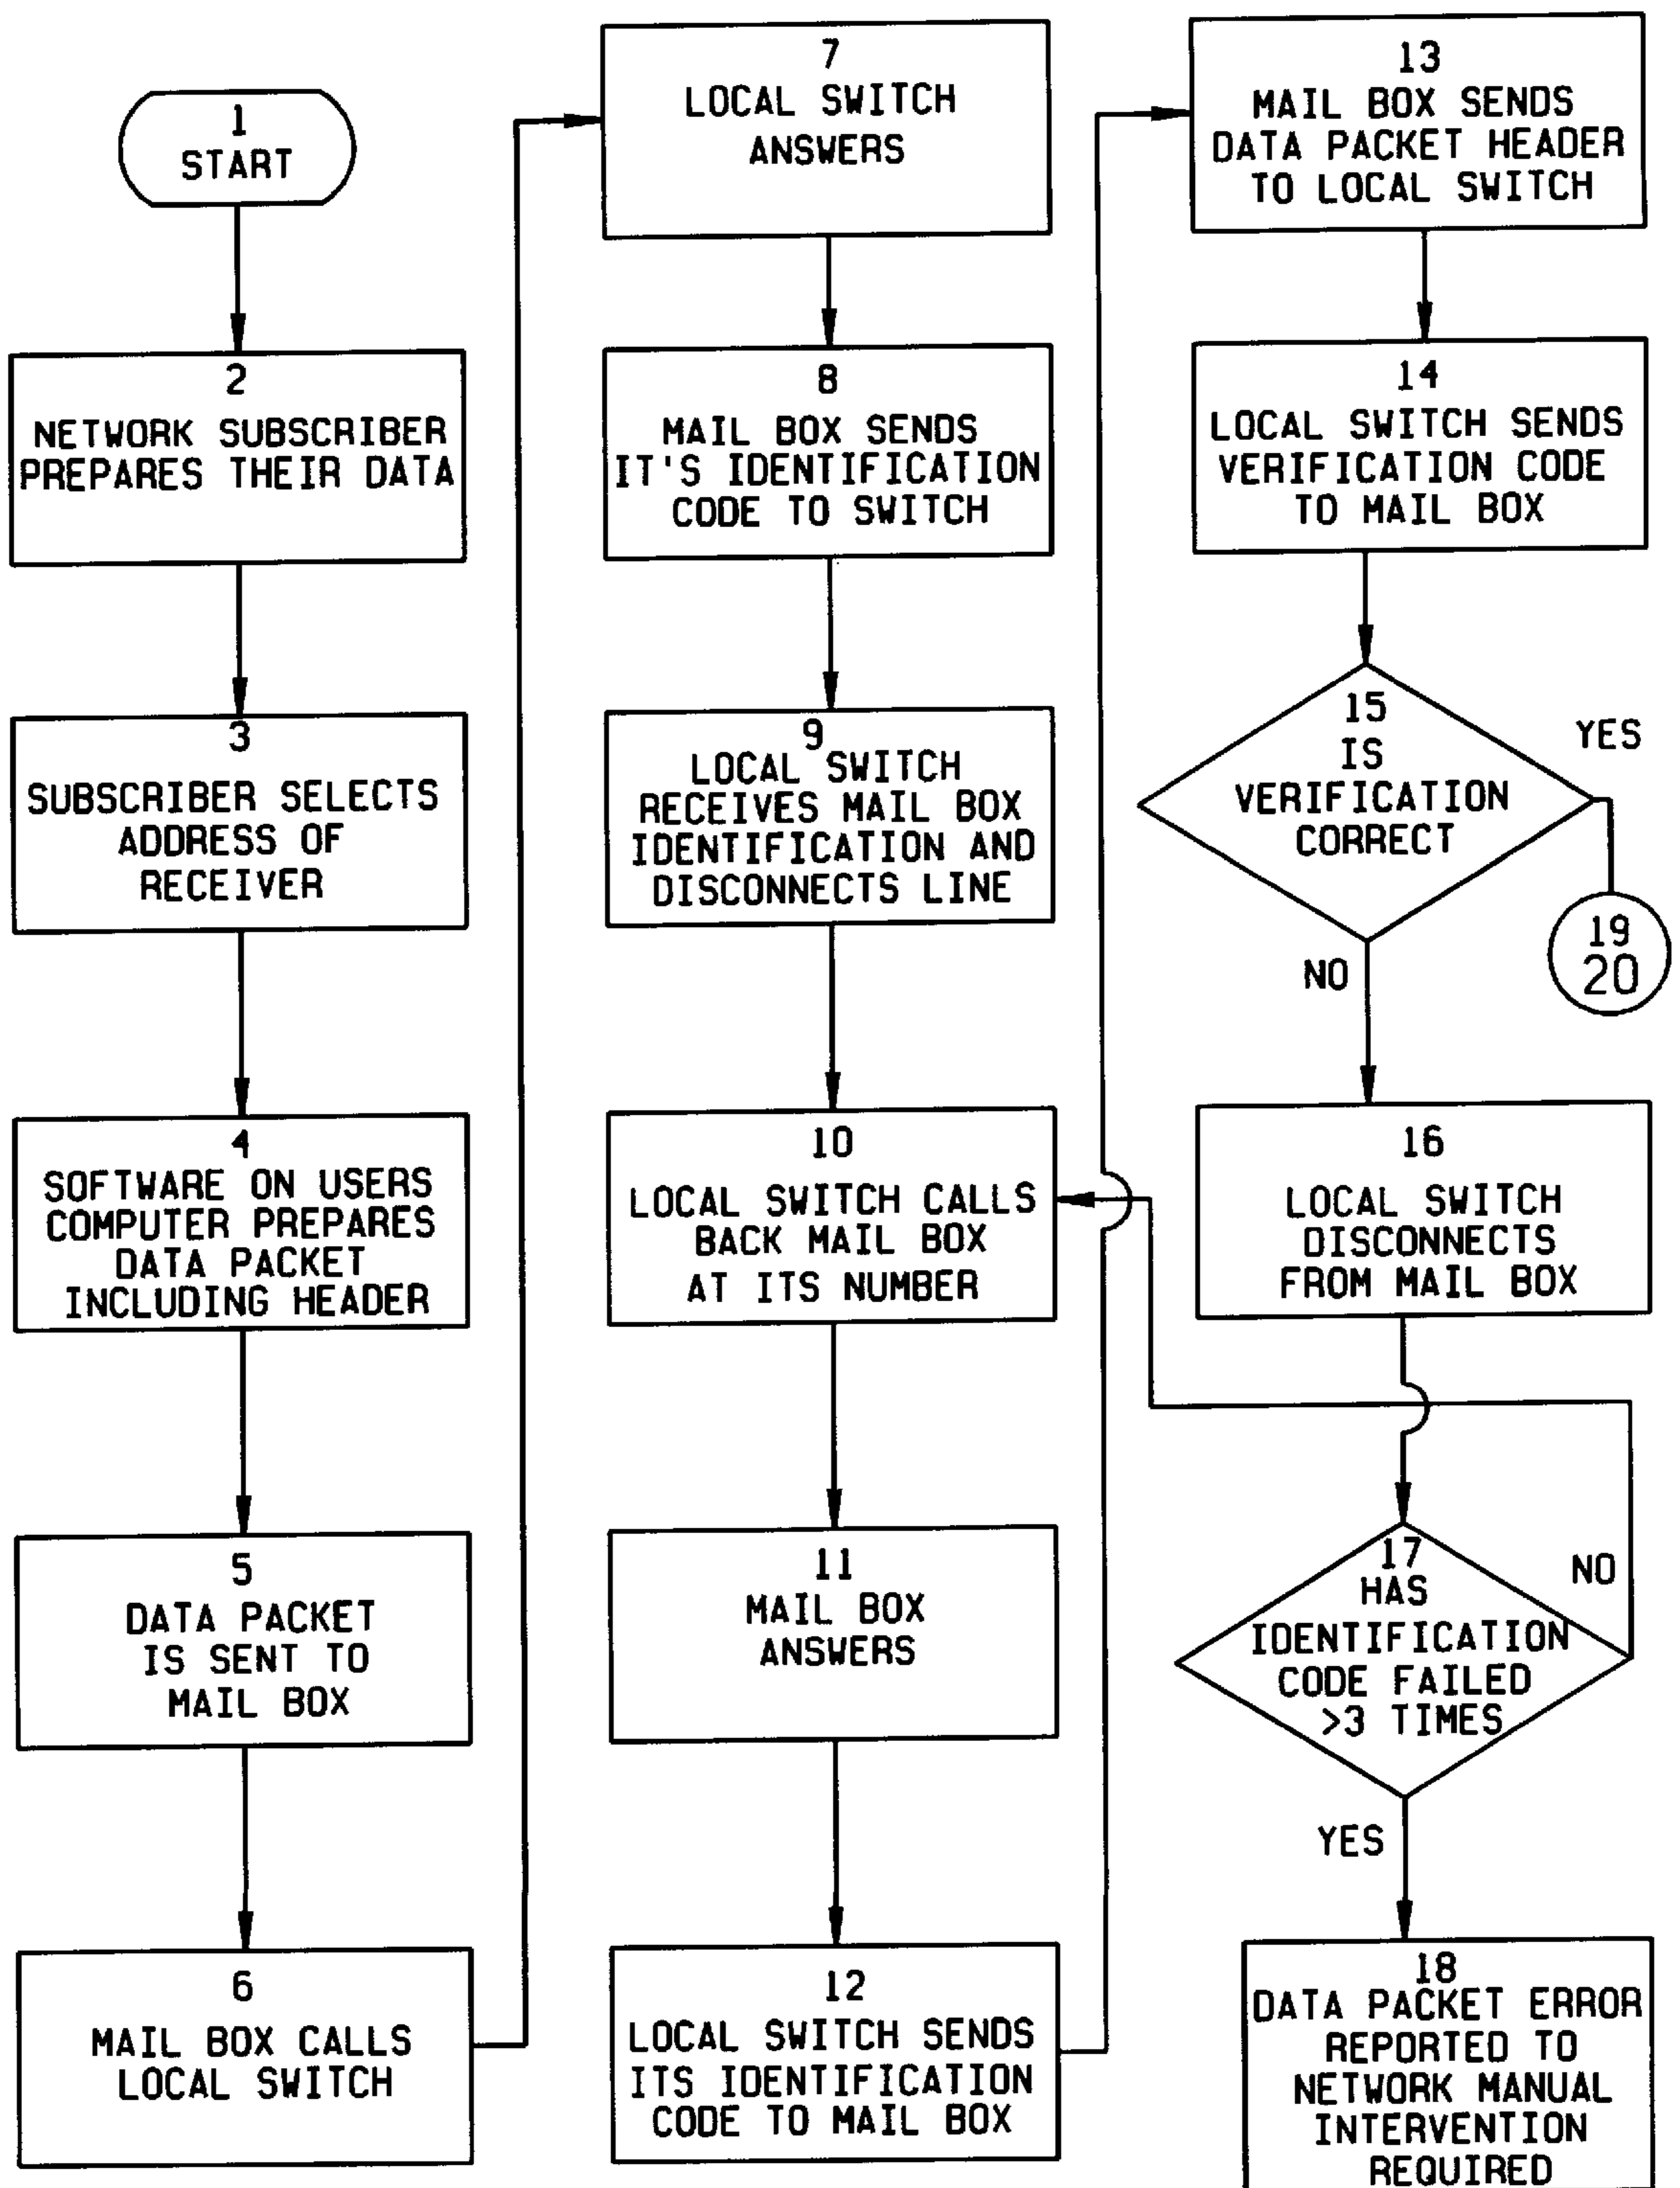 1
START
2
NETWORK SUBSCRIBER
PREPARES THEIR DATA
3
SUBSCRIBER SELECTS
ADDRESS OF
RECEIVER
4
SOFTWARE ON USERS
COMPUTER PREPARES
DATA PACKET
INCLUDING HEADER
5
DATA PACKET
IS SENT TO
MAIL BOX
6
MAIL BOX CALLS
LOCAL SWITCH
7
LOCAL SWITCH
ANSWERS
8
MAIL BOX SENDS
IT'S IDENTIFICATION
CODE TO SWITCH
9
LOCAL SWITCH
RECEIVES MAIL BOX
IDENTIFICATION AND
DISCONNECTS LINE
10
LOCAL SWITCH CALLS
BACK MAIL BOX
AT ITS NUMBER
11
MAIL BOX
ANSWERS
12
LOCAL SWITCH SENDS
ITS IDENTIFICATION
CODE TO MAIL BOX
13
MAIL BOX SENDS
DATA PACKET HEADER
TO LOCAL SWITCH
14
LOCAL SWITCH SENDS
VERIFICATION CODE
TO MAIL BOX
15
IS
VERIFICATION
CORRECT
YES
19
20
NO
16
LOCAL SWITCH
DISCONNECTS
FROM MAIL BOX
17
HAS
IDENTIFICATION
CODE FAILED
>3 TIMES
NO
YES
18
DATA PACKET ERROR
REPORTED TO
NETWORK MANUAL
INTERVENTION
REQUIRED